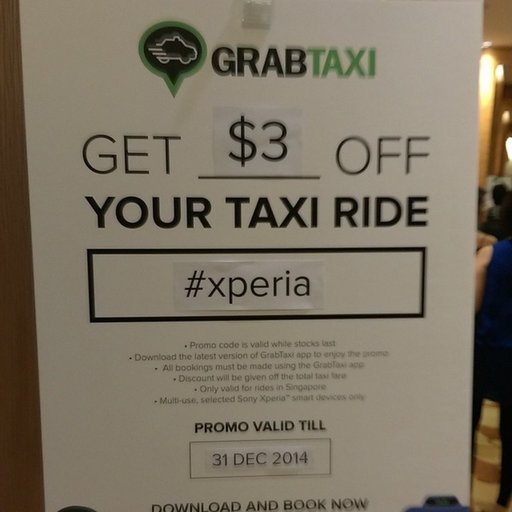 GRABTAXI
GET $3 OFF
YOUR TAXI RIDE
#xperia
• Promo code is valid while stocks last
• Download the latest version of GrabTaxi app to enjoy the promo
• All bookings must be made using the GrabTaxi app
• Discount will be given off the total taxi fare
• Only valid for rides in Singapore
• Multi-use, selected Sony Xperia™ smart devices only
PROMO VALID TILL
31 DEC 2014
DOWNLOAD AND BOOK NOW